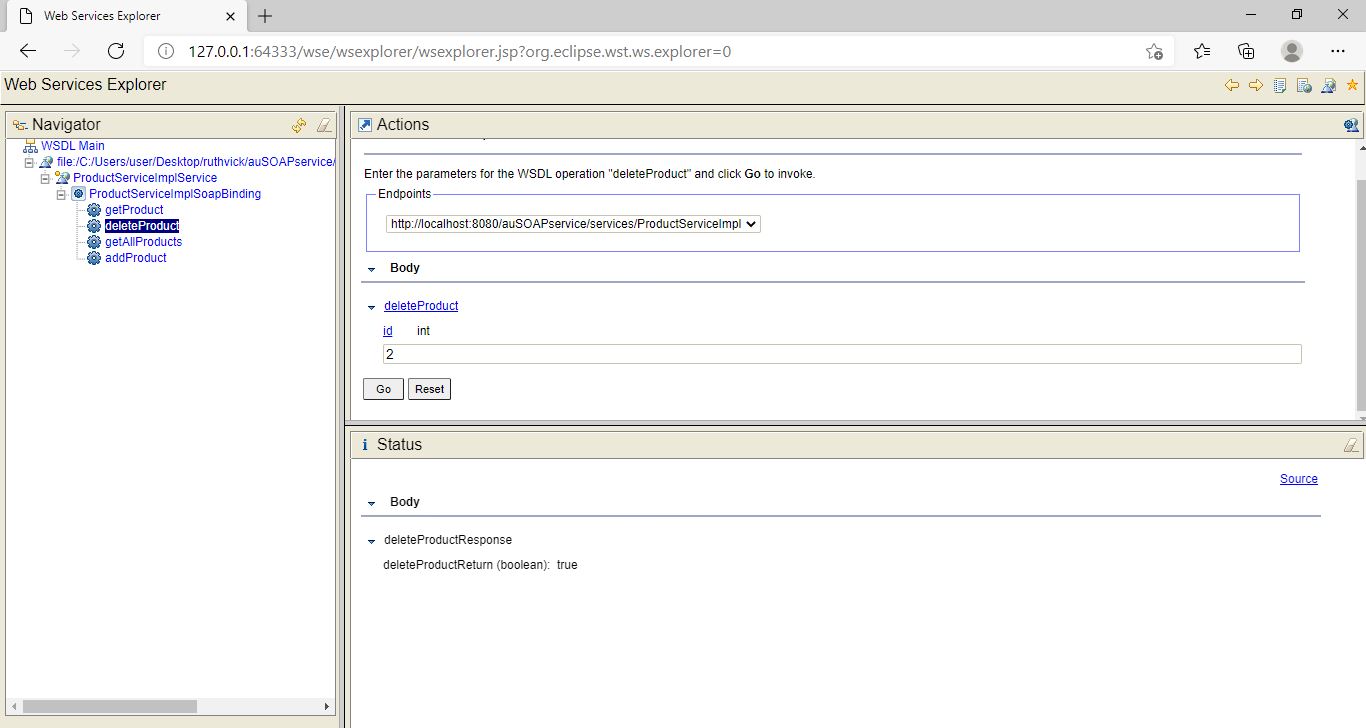 Web Services Explorer
127.0.0.1:64333/wse/wsexplorer/wsexplorer.jsp?org.eclipse.wst.ws.explorer=0
Web Services Explorer
Navigator
WSDL Main
file:/C:/Users/user/Desktop/ruthvick/auSOAPservice/
ProductServiceImplService
ProductServiceImplSoapBinding
getProduct
deleteProduct
getAllProducts
addProduct
Actions
Enter the parameters for the WSDL operation "deleteProduct" and click Go to invoke.
Endpoints
http://localhost:8080/auSOAPservice/services/ProductServiceImpl
Body
deleteProduct
id int
2
Go Reset
i Status
Source
Body
deleteProductResponse
deleteProductReturn (boolean): true